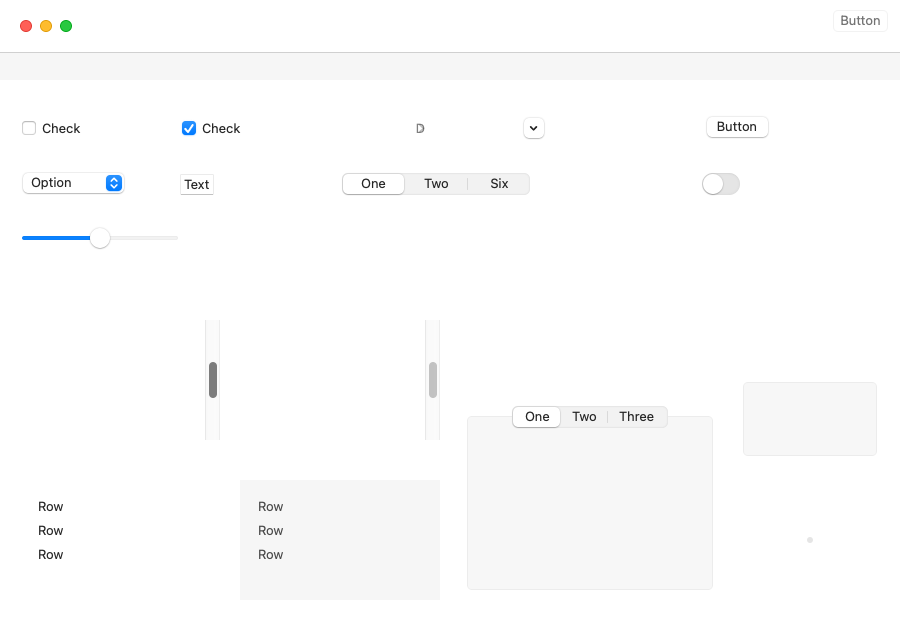 Button
Check
Check
D
Button
Option
Text
One Two Six
One Two Three
Row
Row
Row
Row
Row
Row